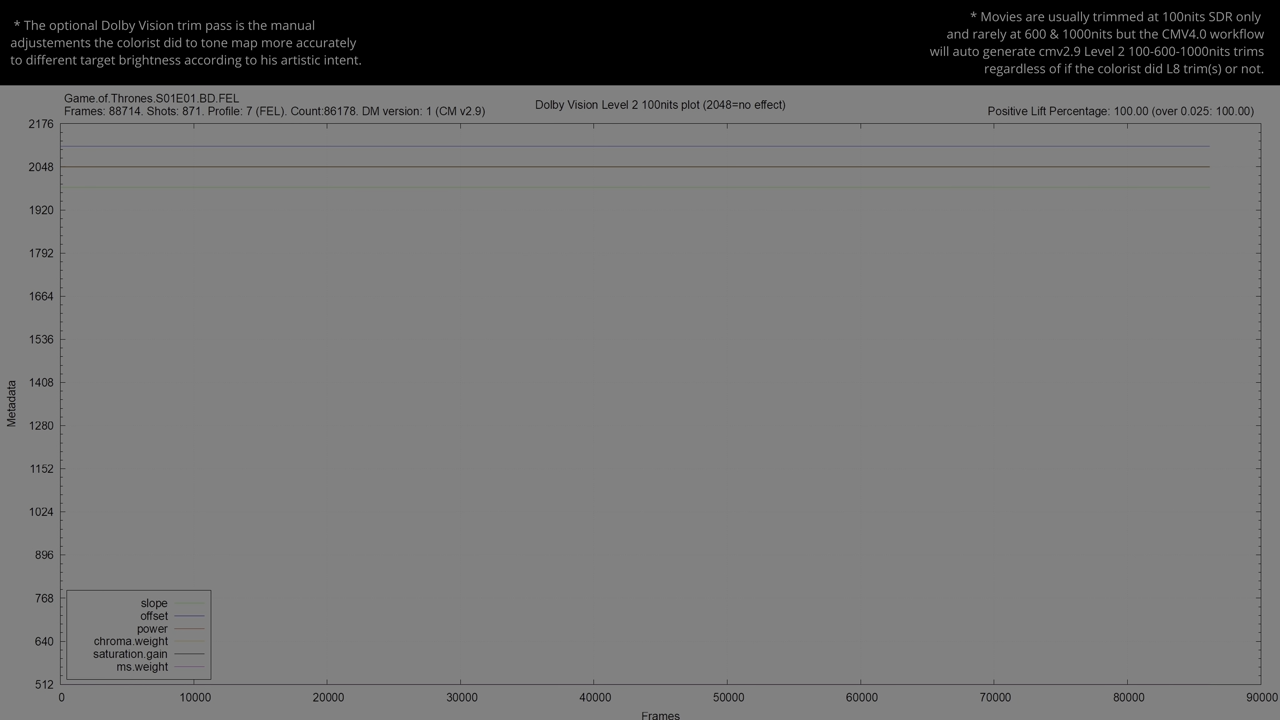 * The optional Dolby Vision trim pass is the manual
adjustements the colorist did to tone map more accurately
to different target brightness according to his artistic intent.
* Movies are usually trimmed at 100nits SDR only
and rarely at 600 & 1000nits but the CMV4.0 workflow
will auto generate cmv2.9 Level 2 100-600-1000nits trims
regardless of if the colorist did L8 trim(s) or not.
Game.of.Thrones.S01E01.BD.FEL
Frames: 88714. Shots: 871. Profile: 7 (FEL). Count:86178. DM version: 1 (CM v2.9)
Dolby Vision Level 2 100nits plot (2048=no effect)
Positive Lift Percentage: 100.00 (over 0.025: 100.00)
2176
2048
1920
1792
1664
1536
1408
1280
1152
1024
896
768
640
512
Metadata
slope
offset
power
chroma.weight
saturation.gain
ms.weight
0
10000
20000
30000
40000
50000
60000
70000
80000
90000
Frames